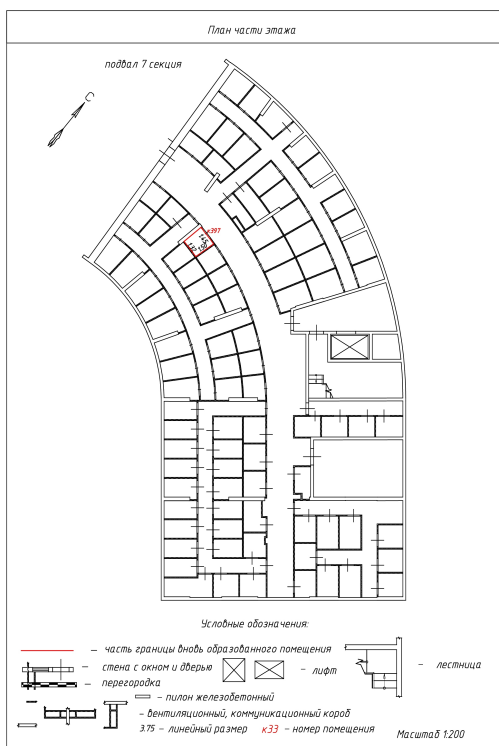 План части этажа
подвал 7 секция
С
к397
Условные обозначения:
— часть границы вновь образованного помещения
— стена с окном и дверью
— перегородка
— лифт
— лестница
— пилон железобетонный
— вентиляционный, коммуникационный короб
3.75 — линейный размер к33 — номер помещения
Масштаб 1:200